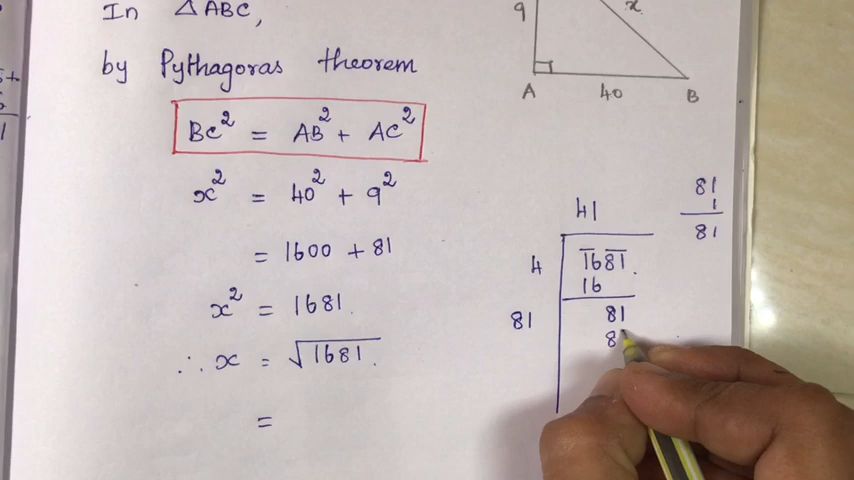 In △ABC,
by Pythagoras theorem
BC² = AB² + AC²
x² = 40² + 9²
= 1600 + 81
x² = 1681
∴ x = √1681.
=
9
x
A 40 B
41
4 1681.
16
81 81
8
81
1
81